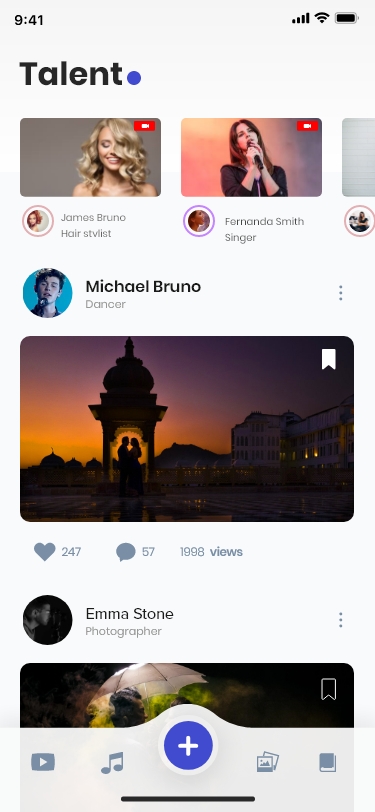 9:41
Talent
James Bruno
Hair stylist
Fernanda Smith
Singer
Michael Bruno
Dancer
247
57
1998 views
Emma Stone
Photographer